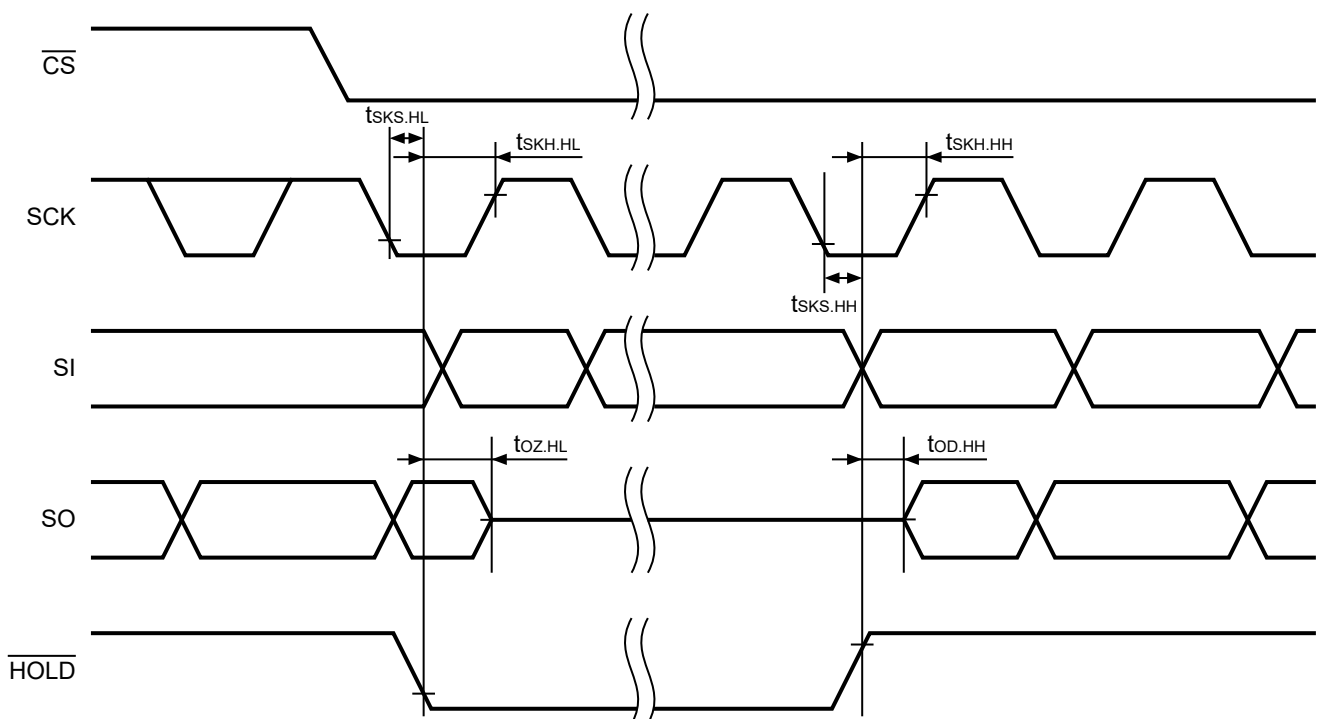 CS
tSKS.HL
tSKH.HL
tSKH.HH
SCK
tSKS.HH
SI
tOZ.HL
tOD.HH
SO
HOLD